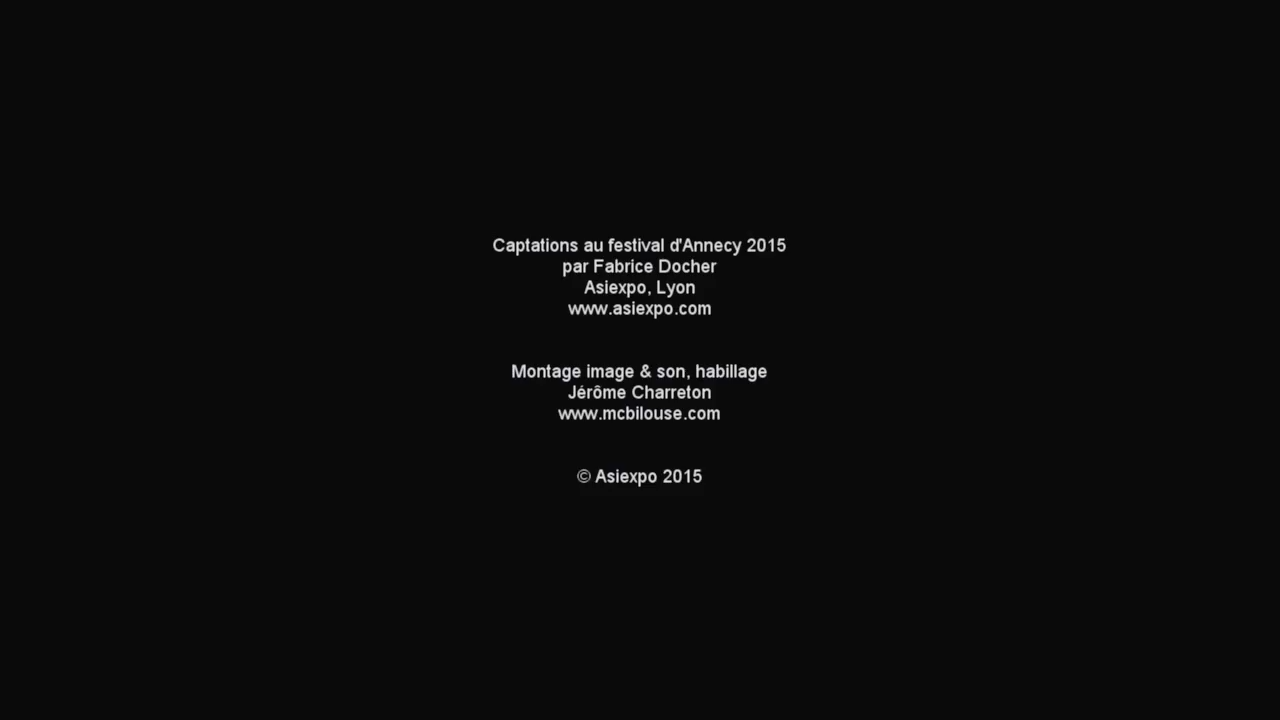 Captations au festival d'Annecy 2015
par Fabrice Docher
Asiexpo, Lyon
www.asiexpo.com
Montage image & son, habillage
Jérôme Charreton
www.mcbilouse.com
© Asiexpo 2015